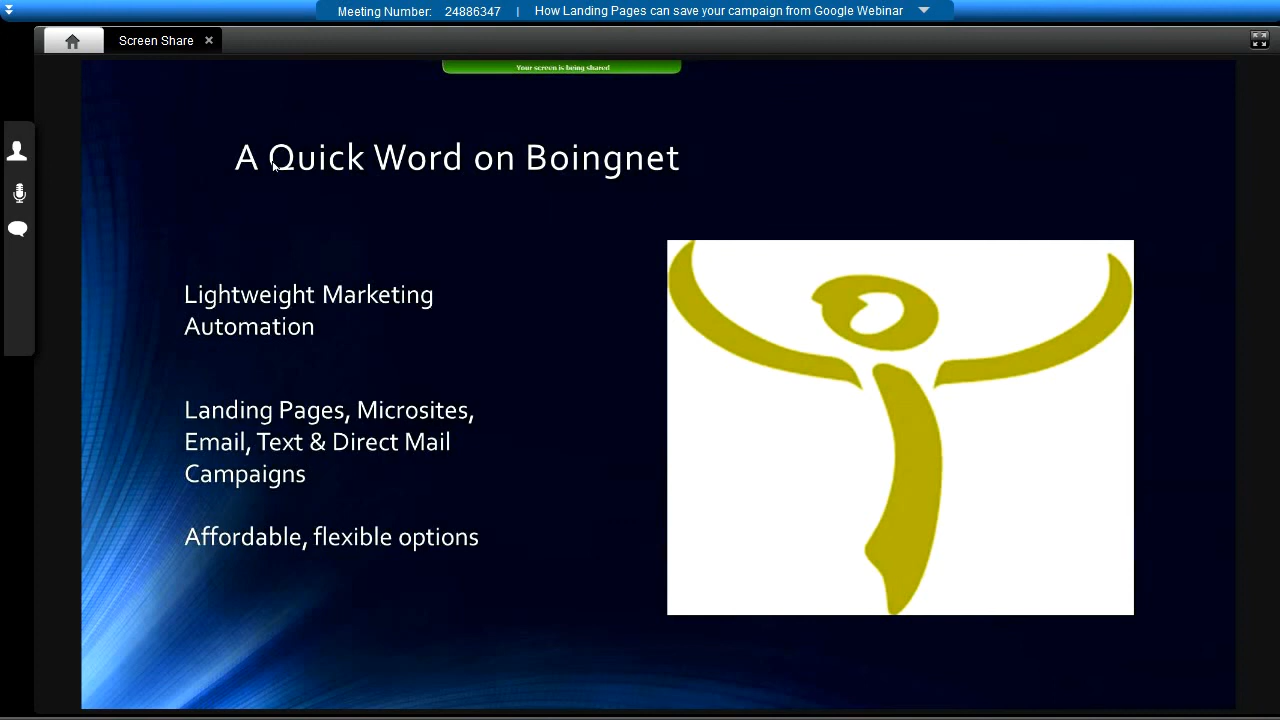 Meeting Number: 24886347 | How Landing Pages can save your campaign from Google Webinar
Screen Share
Your screen is being shared
A Quick Word on Boingnet
Lightweight Marketing
Automation
Landing Pages, Microsites,
Email, Text & Direct Mail
Campaigns
Affordable, flexible options